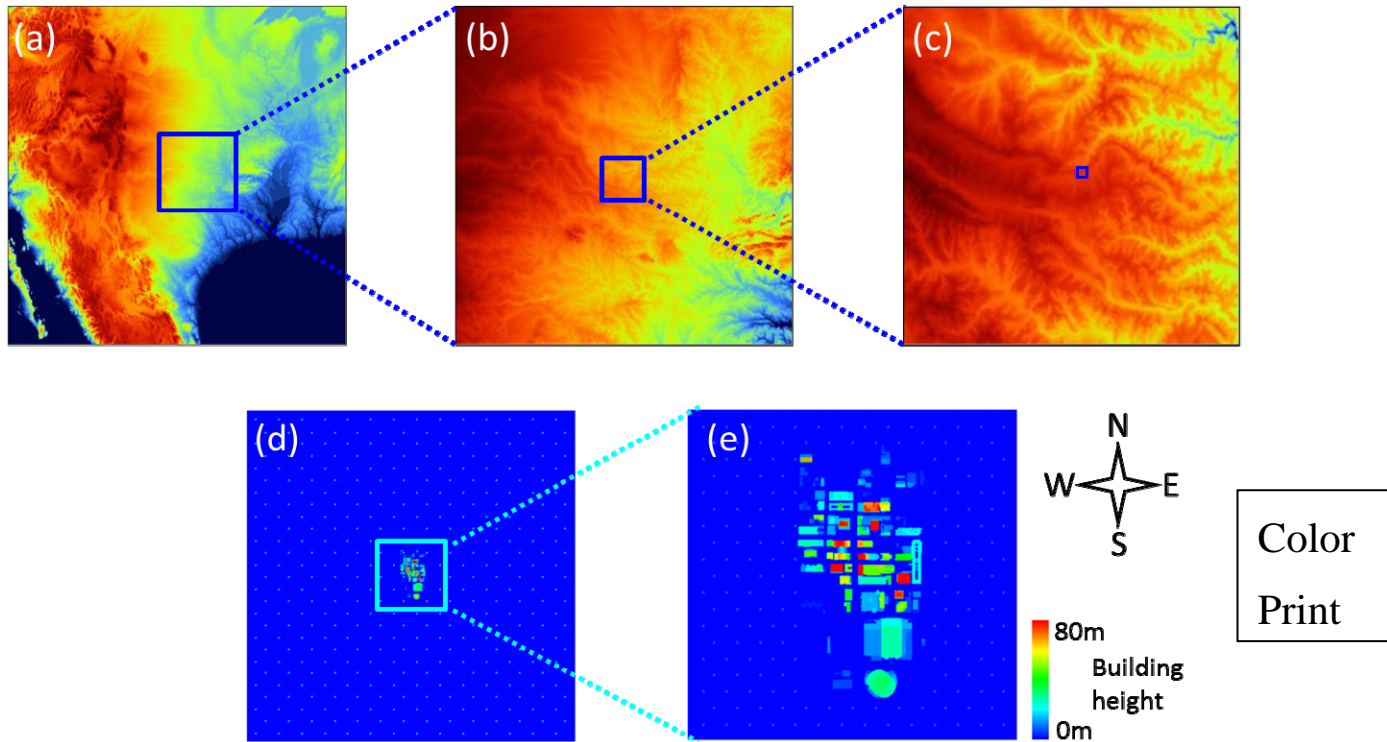 (a)
(b)
(c)
(d)
(e)
N
W E
S
80m
Building
height
0m
Color
Print